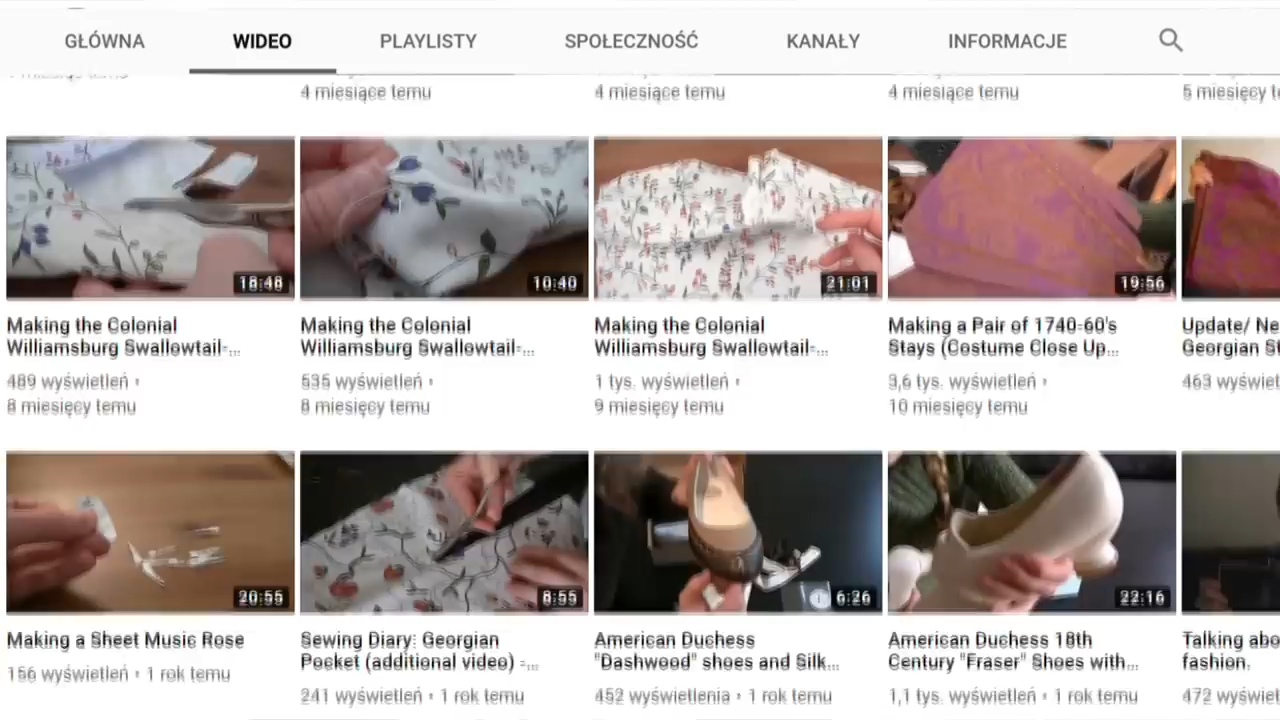 GŁÓWNA WIDEO PLAYLISTY SPOŁECZNOŚĆ KANAŁY INFORMACJE
4 miesiące temu 4 miesiące temu 4 miesiące temu 5 miesięcy
18:48 10:40 21:01 19:56
Making the Colonial
Williamsburg Swallowtail-...
489 wyświetleń •
8 miesięcy temu
Making the Colonial
Williamsburg Swallowtail-...
535 wyświetleń •
8 miesięcy temu
Making the Colonial
Williamsburg Swallowtail-...
1 tys. wyświetleń •
9 miesięcy temu
Making a Pair of 1740-60's
Stays (Costume Close Up...
3,6 tys. wyświetleń •
10 miesięcy temu
Update/ Ne
Georgian St
463 wyświet
20:55 8:55 6:26 22:16
Making a Sheet Music Rose
156 wyświetleń • 1 rok temu
Sewing Diary: Georgian
Pocket (additional video) -...
241 wyświetleń • 1 rok temu
American Duchess
"Dashwood" shoes and Silk...
452 wyświetlenia • 1 rok temu
American Duchess 18th
Century "Fraser" Shoes with...
1,1 tys. wyświetleń • 1 rok temu
Talking abo
fashion.
472 wyświet